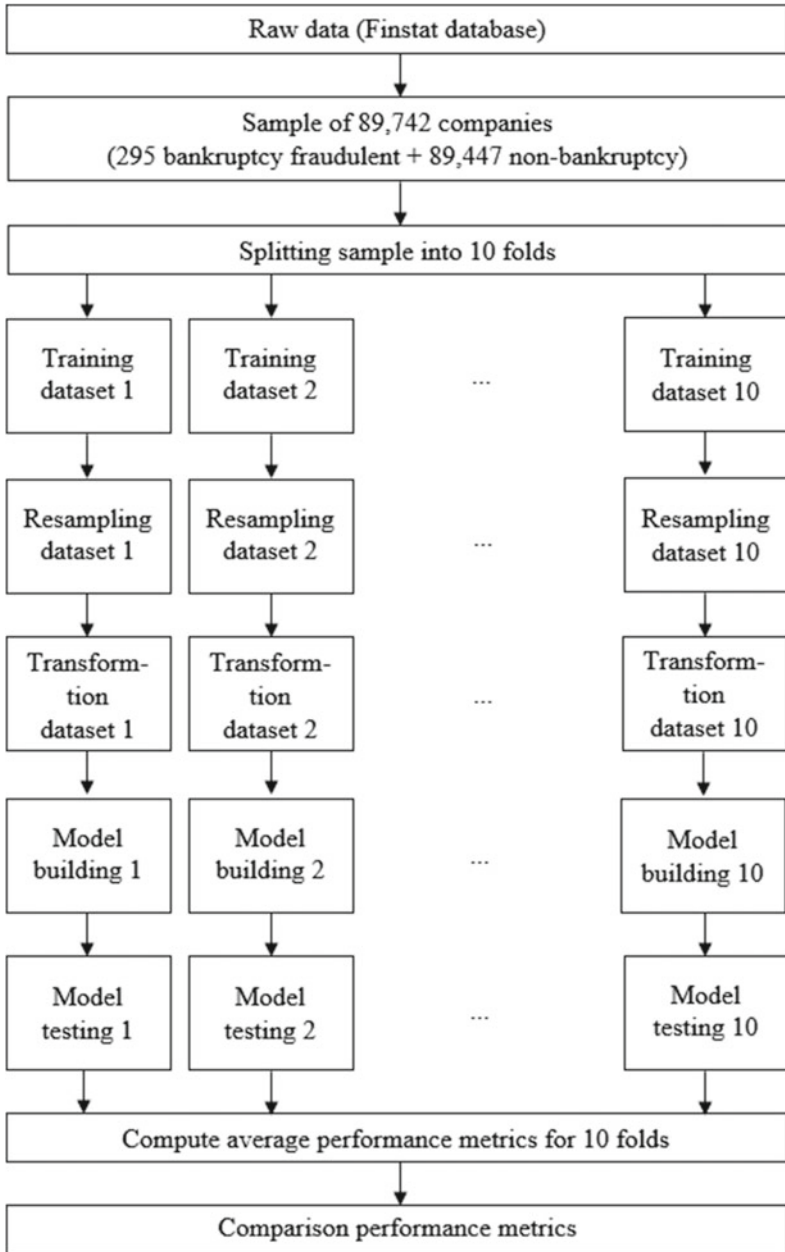 Raw data (Finstat database)
Sample of 89,742 companies
(295 bankruptcy fraudulent + 89,447 non-bankruptcy)
Splitting sample into 10 folds
Training
dataset 1
Training
dataset 2
...
Training
dataset 10
Resampling
dataset 1
Resampling
dataset 2
...
Resampling
dataset 10
Transform-
tion
dataset 1
Transform-
tion
dataset 2
...
Transform-
tion
dataset 10
Model
building 1
Model
building 2
...
Model
building 10
Model
testing 1
Model
testing 2
...
Model
testing 10
Compute average performance metrics for 10 folds
Comparison performance metrics